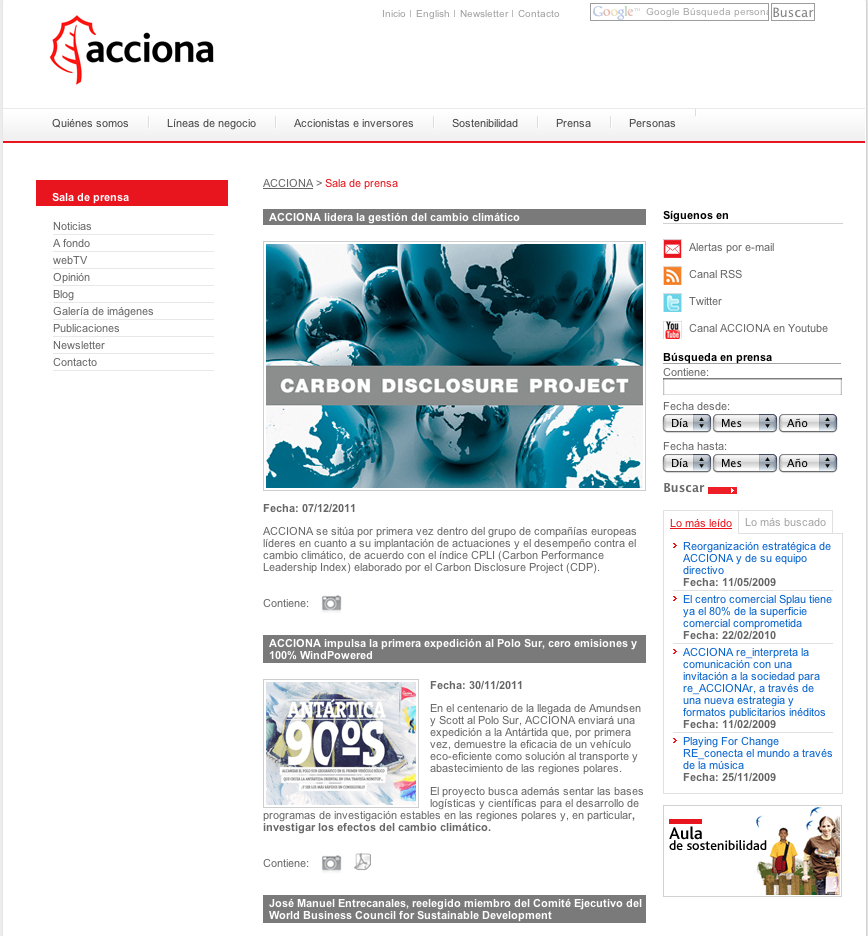 Inicio | English | Newsletter | Contacto
Google™ Google Búsqueda persona
Buscar
acciona
Quiénes somos
Líneas de negocio
Accionistas e inversores
Sostenibilidad
Prensa
Personas
Sala de prensa
Noticias
A fondo
webTV
Opinión
Blog
Galería de imágenes
Publicaciones
Newsletter
Contacto
ACCIONA > Sala de prensa
ACCIONA lidera la gestión del cambio climático
CARBON DISCLOSURE PROJECT
Fecha: 07/12/2011
ACCIONA se sitúa por primera vez dentro del grupo de compañías europeas
líderes en cuanto a su implantación de actuaciones y el desempeño contra el
cambio climático, de acuerdo con el índice CPLI (Carbon Performance
Leadership Index) elaborado por el Carbon Disclosure Project (CDP).
Contiene:
ACCIONA impulsa la primera expedición al Polo Sur, cero emisiones y
100% WindPowered
ANTÁRTICA
90ºS
Fecha: 30/11/2011
En el centenario de la llegada de Amundsen
y Scott al Polo Sur, ACCIONA enviará una
expedición a la Antártida que, por primera
vez, demuestre la eficacia de un vehículo
eco-eficiente como solución al transporte y
abastecimiento de las regiones polares.
El proyecto busca además sentar las bases
logísticas y científicas para el desarrollo de
programas de investigación estables en las regiones polares y, en particular,
investigar los efectos del cambio climático.
Contiene:
José Manuel Entrecanales, reelegido miembro del Comité Ejecutivo del
World Business Council for Sustainable Development
Síguenos en
Alertas por e-mail
Canal RSS
Twitter
You Tube
Canal ACCIONA en Youtube
Búsqueda en prensa
Contiene:
Fecha desde:
Día Mes Año
Fecha hasta:
Día Mes Año
Buscar
Lo más leído
Lo más buscado
Reorganización estratégica de
ACCIONA y de su equipo
directivo
Fecha: 11/05/2009
El centro comercial Splau tiene
ya el 80% de la superficie
comercial comprometida
Fecha: 22/02/2010
ACCIONA re_interpreta la
comunicación con una
invitación a la sociedad para
re_ACCIONAr, a través de
una nueva estrategia y
formatos publicitarios inéditos
Fecha: 11/02/2009
Playing For Change
RE_conecta el mundo a través
de la música
Fecha: 25/11/2009
Aula
de sostenibilidad